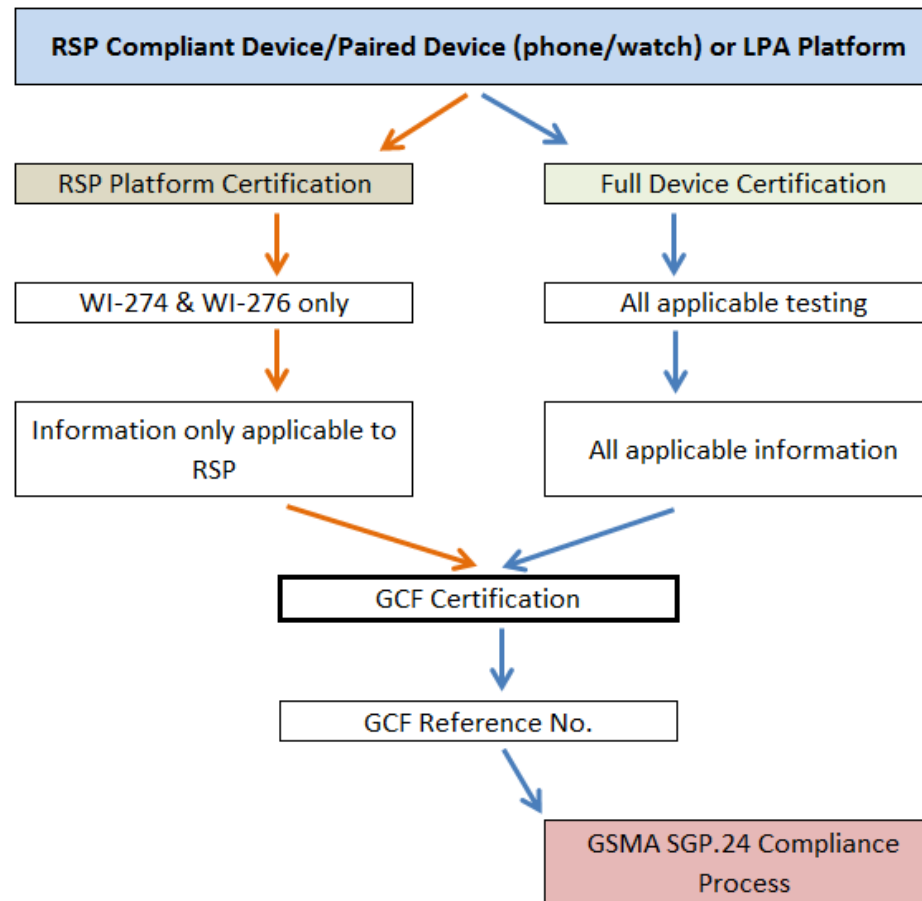 RSP Compliant Device/Paired Device (phone/watch) or LPA Platform
RSP Platform Certification
Full Device Certification
WI-274 & WI-276 only
All applicable testing
Information only applicable to
RSP
All applicable information
GCF Certification
GCF Reference No.
GSMA SGP.24 Compliance
Process